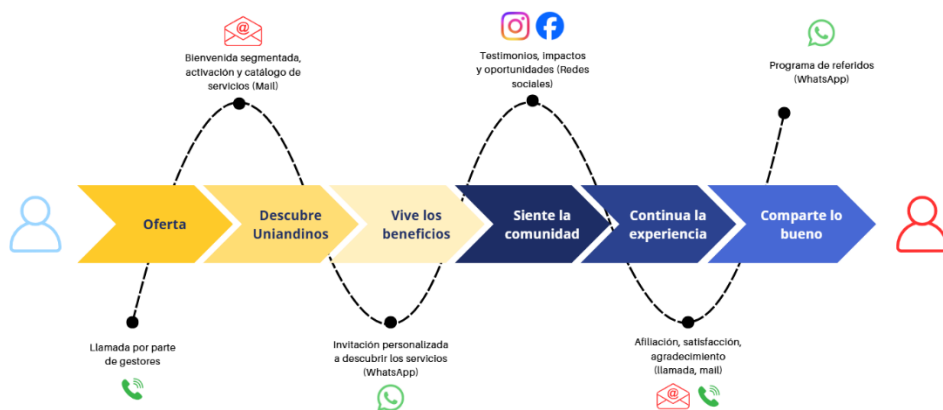 Bienvenida segmentada,
activación y catálogo de
servicios (Mail)
Testimonios, impactos
y oportunidades (Redes
sociales)
Programa de referidos
(WhatsApp)
Oferta
Descubre
Uniandinos
Vive los
beneficios
Siente la
comunidad
Continua la
experiencia
Comparte lo
bueno
Llamada por parte
de gestores
Invitación personalizada
a descubrir los servicios
(WhatsApp)
Afiliación, satisfacción,
agradecimiento
(llamada, mail)